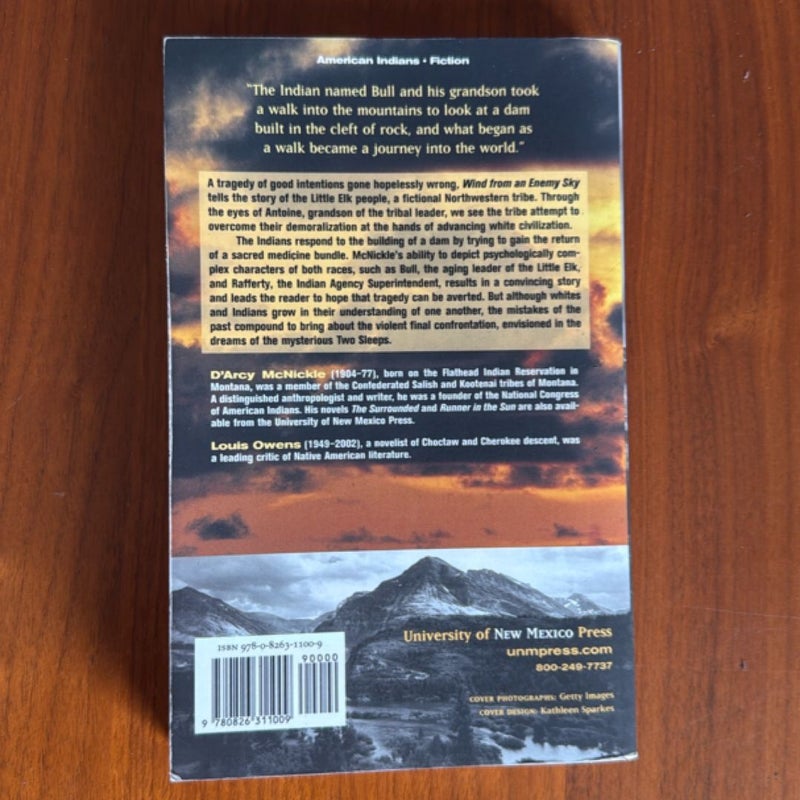 American Indians • Fiction
"The Indian named Bull and his grandson took
a walk into the mountains to look at a dam
built in the cleft of rock, and what began as
a walk became a journey into the world."
A tragedy of good intentions gone hopelessly wrong, Wind from an Enemy Sky
tells the story of the Little Elk people, a fictional Northwestern tribe. Through
the eyes of Antoine, grandson of the tribal leader, we see the tribe attempt to
overcome their demoralization at the hands of advancing white civilization.
The Indians respond to the building of a dam by trying to gain the return
of a sacred medicine bundle. McNickle's ability to depict psychologically com-
plex characters of both races, such as Bull, the aging leader of the Little Elk,
and Rafferty, the Indian Agency Superintendent, results in a convincing story
and leads the reader to hope that tragedy can be averted. But although whites
and Indians grow in their understanding of one another, the mistakes of the
past compound to bring about the violent final confrontation, envisioned in the
dreams of the mysterious Two Sleeps.
D'Arcy McNickle (1904–77), born on the Flathead Indian Reservation in
Montana, was a member of the Confederated Salish and Kootenai tribes of Montana.
A distinguished anthropologist and writer, he was a founder of the National Congress
of American Indians. His novels The Surrounded and Runner in the Sun are also avail-
able from the University of New Mexico Press.
Louis Owens (1949–2002), a novelist of Choctaw and Cherokee descent, was
a leading critic of Native American literature.
University of New Mexico Press
unmpress.com
800-249-7737
ISBN 978-0-8263-1100-9
90000
9 780826 311009
COVER PHOTOGRAPHS: Getty Images
COVER DESIGN: Kathleen Sparkes